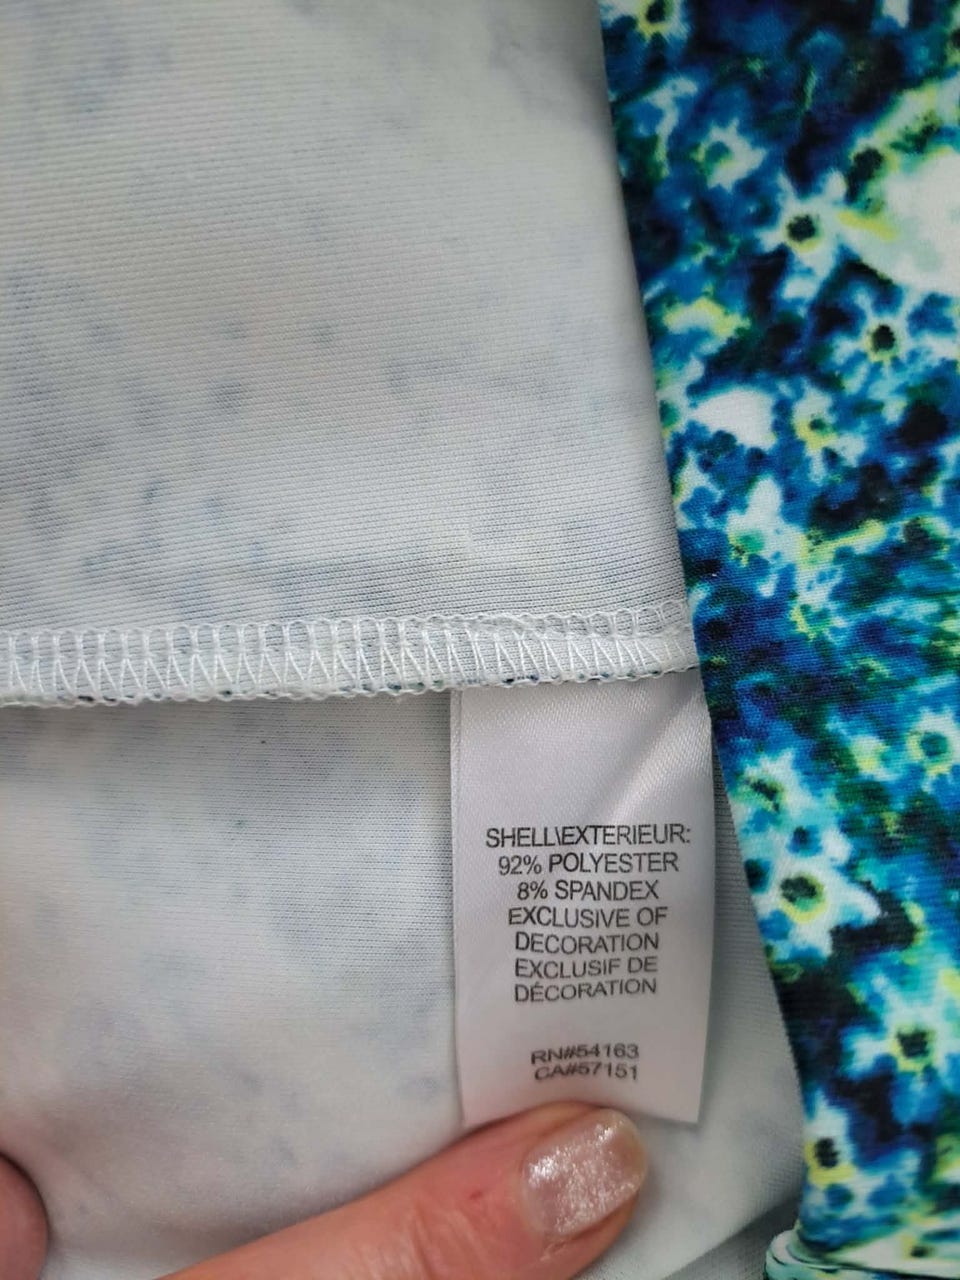 SHELL\EXTERIEUR:
92% POLYESTER
8% SPANDEX
EXCLUSIVE OF
DECORATION
EXCLUSIF DE
DÉCORATION
RN#54163
CA#57151